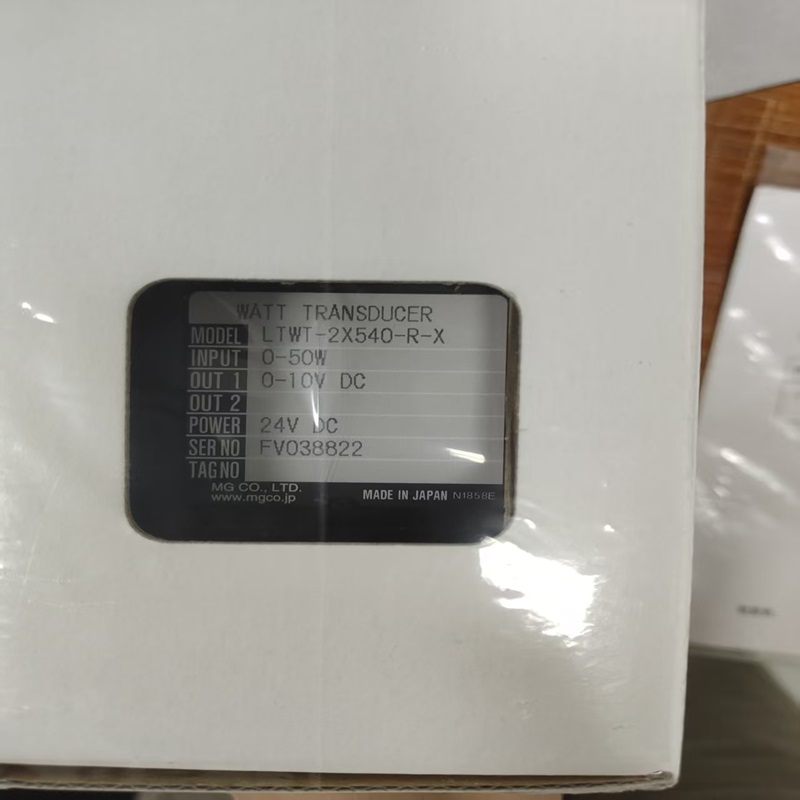 WATT TRANSDUCER
MODEL LTWT-2X540-R-X
INPUT 0-50W
OUT 1 0-10V DC
OUT 2
POWER 24V DC
SER NO FV038822
TAG NO
MG CO., LTD.
www.mgco.jp MADE IN JAPAN N1858E